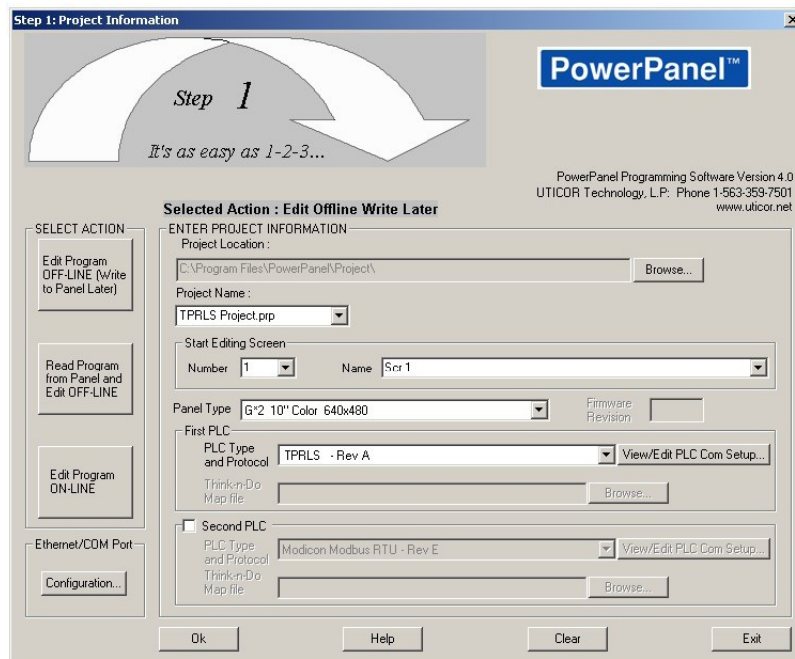 Step 1: Project Information
Step 1
It's as easy as 1-2-3...
PowerPanel™
PowerPanel Programming Software Version 4.0
UTICOR Technology, L.P: Phone 1-563-359-7501
www.uticor.net
Selected Action : Edit Offline Write Later
SELECT ACTION
Edit Program
OFF-LINE (Write
to Panel Later)
Read Program
from Panel and
Edit OFF-LINE
Edit Program
ON-LINE
Ethernet/COM Port
Configuration...
ENTER PROJECT INFORMATION
Project Location :
C:\Program Files\PowerPanel\Project\
Browse...
Project Name :
TPRLS Project.prp
Start Editing Screen
Number 1 Name Scr 1
Panel Type G*2 10" Color 640x480
Firmware
Revision
First PLC
PLC Type
and Protocol
TPRLS - Rev A
View/Edit PLC Com Setup...
Think-n-Do
Map file
Browse...
Second PLC
PLC Type
and Protocol
Modicon Modbus RTU - Rev E
View/Edit PLC Com Setup...
Think-n-Do
Map file
Browse...
Ok Help Clear Exit